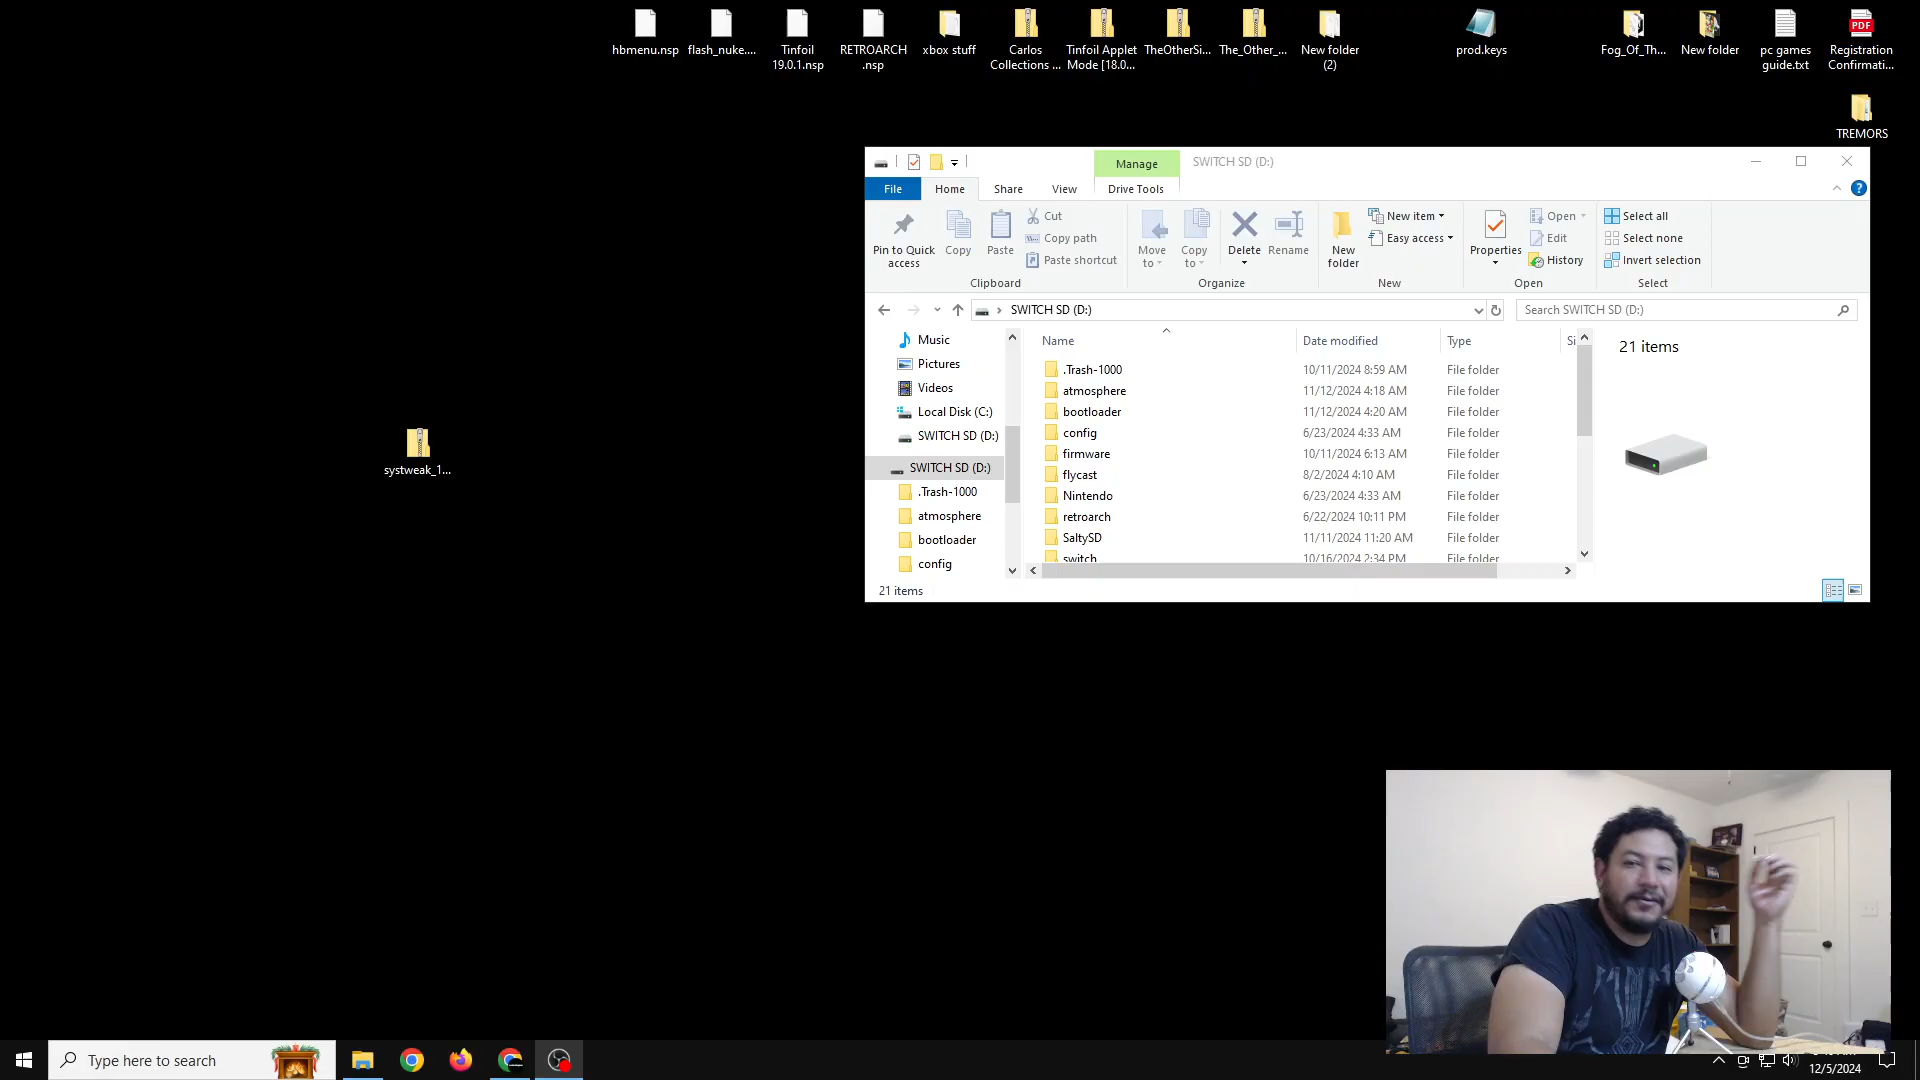 hbmenu.nsp
flash_nuke....
Tinfoil
19.0.1.nsp
RETROARCH
.nsp
xbox stuff
Carlos
Collections ...
Tinfoil Applet
Mode [18.0...
TheOtherSi...
The_Other_...
New folder
(2)
prod.keys
Fog_Of_Th...
New folder
pc games
guide.txt
PDF
Registration
Confirmati...
TREMORS
systweak_1...
Manage
SWITCH SD (D:)
File
Home
Share
View
Drive Tools
Pin to Quick
access
Copy
Paste
Cut
Copy path
Paste shortcut
Clipboard
Move
to
Copy
to
Delete
Rename
Organize
New
folder
New item
Easy access
New
Properties
Open
Edit
History
Open
Select all
Select none
Invert selection
Select
SWITCH SD (D:)
Search SWITCH SD (D:)
Music
Pictures
Videos
Local Disk (C:)
SWITCH SD (D:)
SWITCH SD (D:)
.Trash-1000
atmosphere
bootloader
config
Name Date modified Type Si
.Trash-1000 10/11/2024 8:59 AM File folder
atmosphere 11/12/2024 4:18 AM File folder
bootloader 11/12/2024 4:20 AM File folder
config 6/23/2024 4:33 AM File folder
firmware 10/11/2024 6:13 AM File folder
flycast 8/2/2024 4:10 AM File folder
Nintendo 6/23/2024 4:33 AM File folder
retroarch 6/22/2024 10:11 PM File folder
SaltySD 11/11/2024 11:20 AM File folder
switch 10/16/2024 2:34 PM File folder
21 items
21 items
Type here to search
12/5/2024